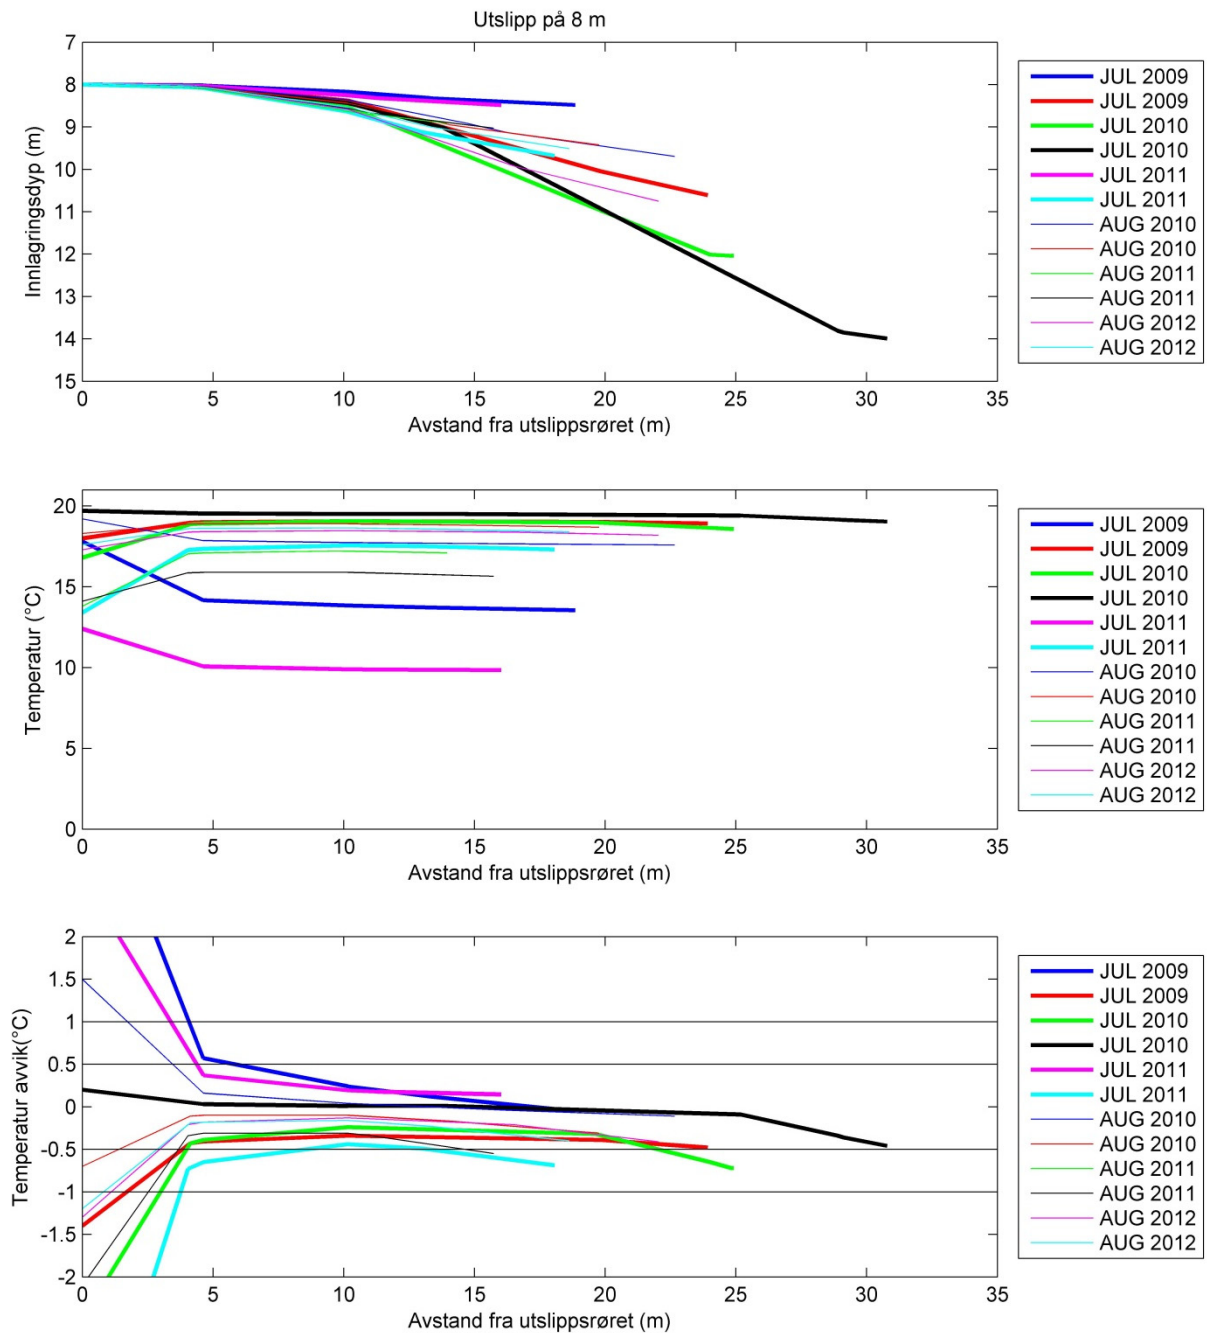 Utslipp på 8 m
7
8
9
10
11
12
13
14
15
Innlagringsdyp (m)
0 5 10 15 20 25 30 35
Avstand fra utslippsrøret (m)
JUL 2009
JUL 2009
JUL 2010
JUL 2010
JUL 2011
JUL 2011
AUG 2010
AUG 2010
AUG 2011
AUG 2011
AUG 2012
AUG 2012
20
15
10
5
0
Temperatur (°C)
0 5 10 15 20 25 30 35
Avstand fra utslippsrøret (m)
JUL 2009
JUL 2009
JUL 2010
JUL 2010
JUL 2011
JUL 2011
AUG 2010
AUG 2010
AUG 2011
AUG 2011
AUG 2012
AUG 2012
2
1.5
1
0.5
0
-0.5
-1
-1.5
-2
Temperatur avvik(°C)
0 5 10 15 20 25 30 35
Avstand fra utslippsrøret (m)
JUL 2009
JUL 2009
JUL 2010
JUL 2010
JUL 2011
JUL 2011
AUG 2010
AUG 2010
AUG 2011
AUG 2011
AUG 2012
AUG 2012